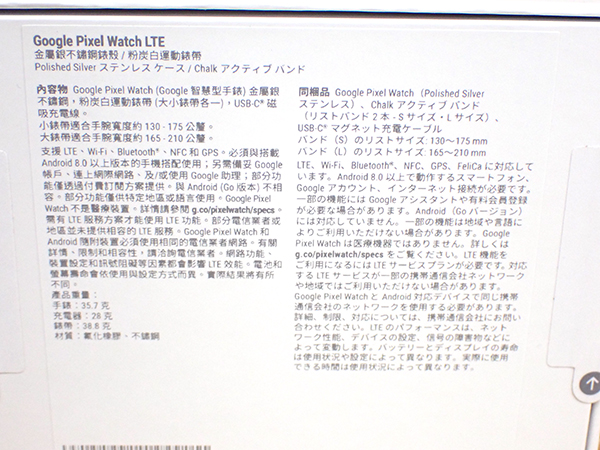 Google Pixel Watch LTE
金屬銀不鏽鋼錶殼 / 粉炭白運動錶帶
Polished Silver ステンレス ケース / Chalk アクティブ バンド
內容物 Google Pixel Watch (Google 智慧型手錶) 金屬銀
不鏽鋼，粉炭白運動錶帶 (大小錶帶各一)，USB-C® 磁
吸充電線。
小錶帶適合手腕寬度約 130 - 175 公釐。
大錶帶適合手腕寬度約 165 - 210 公釐。
支援 LTE、Wi-Fi、Bluetooth®、NFC 和 GPS。必須與搭載
Android 8.0 以上版本的手機搭配使用；另需備妥 Google
帳戶、連上網際網路、及/或使用 Google 助理；部分功
能僅透過付費訂閱方案提供。與 Android (Go 版本) 不相
容。部分功能僅供特定地區或語言使用。Google Pixel
Watch 不是醫療裝置。詳情請參閱 g.co/pixelwatch/specs。
需有 LTE 服務方案才能使用 LTE 功能。部分電信業者或
地區並未提供相容的 LTE 服務。Google Pixel Watch 和
Android 隨附裝置必須使用相同的電信業者網路。有關
詳情、限制和相容性，請洽詢電信業者。網路功能、
裝置設定和訊號阻礙等因素都會影響 LTE 效能。電池和
螢幕壽命會依使用與設定方式而異。實際結果將有所
不同。
產品重量：
手錶：35.7 克
充電器：28 克
錶帶：38.8 克
材質：氟化橡膠、不鏽鋼
同梱品 Google Pixel Watch（Polished Silver
ステンレス）、Chalk アクティブ バンド
（リストバンド 2 本 - S サイズ・L サイズ）、
USB-C® マグネット充電ケーブル
バンド（S）のリストサイズ: 130～175 mm
バンド（L）のリストサイズ: 165～210 mm
LTE、Wi-Fi、Bluetooth®、NFC、GPS、FeliCa に対応して
います。Android 8.0 以上で動作するスマートフォン、
Google アカウント、インターネット接続が必要です。
一部の機能には Google アシスタントや有料会員登録
が必要な場合があります。Android（Go バージョン）
には対応していません。一部の機能は地域や言語に
よりご利用いただけない場合があります。Google
Pixel Watch は医療機器ではありません。詳しくは
g.co/pixelwatch/specs をご覧ください。LTE 機能を
ご利用になるには LTE サービスプランが必要です。対応
する LTE サービスが一部の携帯通信会社ネットワーク
や地域ではご利用いただけない場合があります。
Google Pixel Watch と Android 対応デバイスで同じ携帯
通信会社のネットワークを使用する必要があります。
詳細、制限、対応については、携帯通信会社にお問い
合わせください。LTE のパフォーマンスは、ネット
ワーク性能、デバイスの設定、信号の障害物などに
よって変動します。バッテリーとディスプレイの寿命
は使用状況や設定によって異なります。実際に使用
できる時間は使用状況によって異なります。